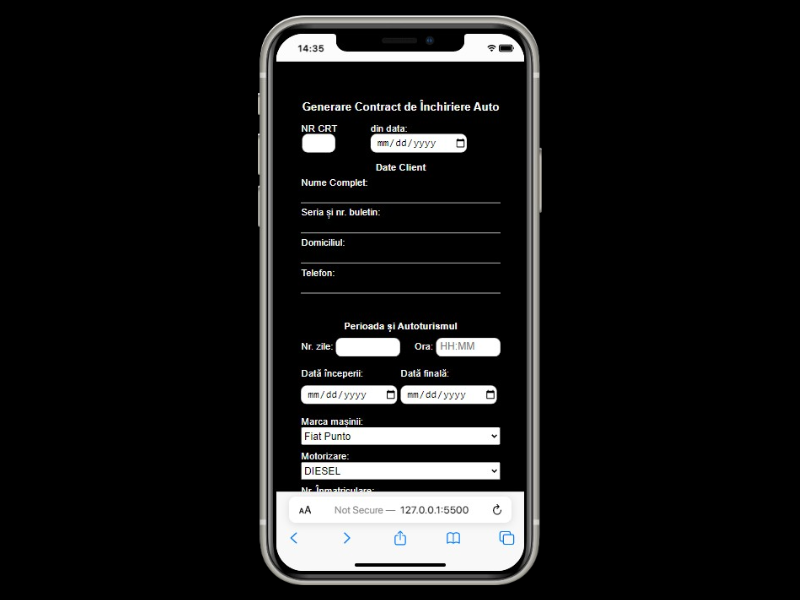 14:35
Generare Contract de Închiriere Auto
NR CRT din data:
mm/dd/yyyy
Date Client
Nume Complet:
Seria și nr. buletin:
Domiciliul:
Telefon:
Perioada și Autoturismul
Nr. zile: Ora: HH:MM
Dată începerii: Dată finală:
mm/dd/yyyy mm/dd/yyyy
Marca mașinii:
Fiat Punto
Motorizare:
DIESEL
Nr. Înmatriculare:
AA Not Secure — 127.0.0.1:5500